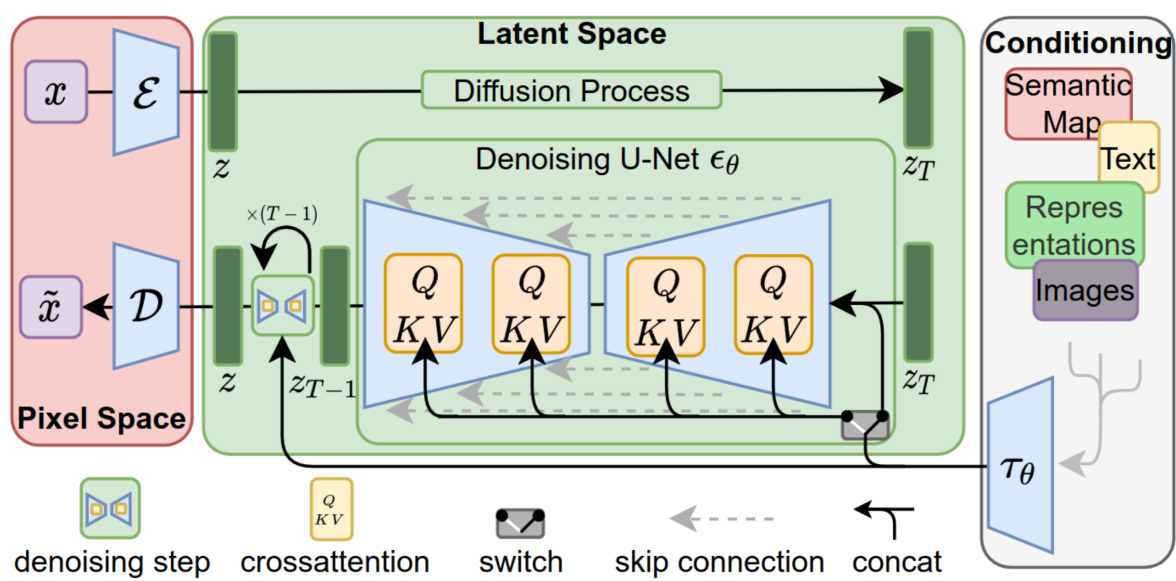 Latent Space
Conditioning
x
ℰ
z
Diffusion Process
z_T
Semantic
Map
Text
Repres
entations
Images
Denoising U-Net ϵ_θ
×(T−1)
x̃
𝒟
z
z_{T−1}
Q
KV
Q
KV
Q
KV
Q
KV
z_T
Pixel Space
τ_θ
Q
KV
denoising step
crossattention
switch
skip connection
concat